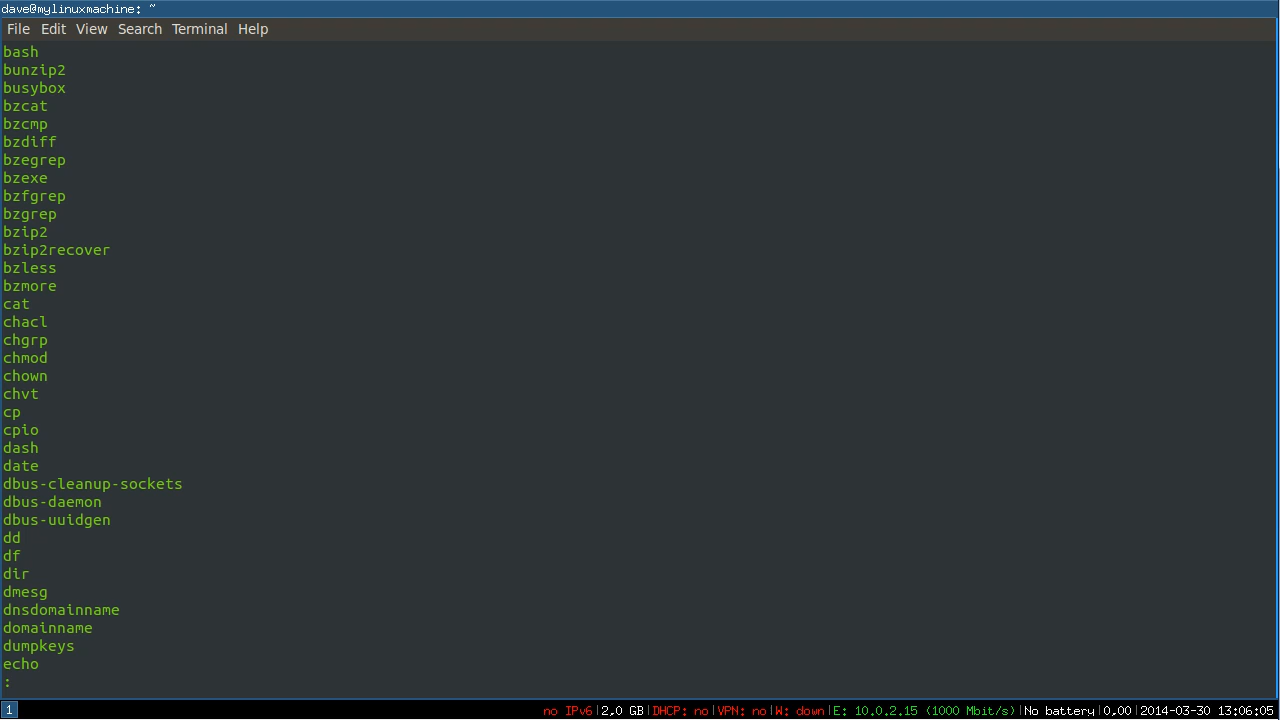 dave@mylinuxmachine: ~
File Edit View Search Terminal Help
bash
bunzip2
busybox
bzcat
bzcmp
bzdiff
bzegrep
bzexe
bzfgrep
bzgrep
bzip2
bzip2recover
bzless
bzmore
cat
chacl
chgrp
chmod
chown
chvt
cp
cpio
dash
date
dbus-cleanup-sockets
dbus-daemon
dbus-uuidgen
dd
df
dir
dmesg
dnsdomainname
domainname
dumpkeys
echo
:
1 no IPv6|2,0 GB|DHCP: no|VPN: no|W: down|E: 10.0.2.15 (1000 Mbit/s)|No battery|0,00|2014-03-30 13:06:05